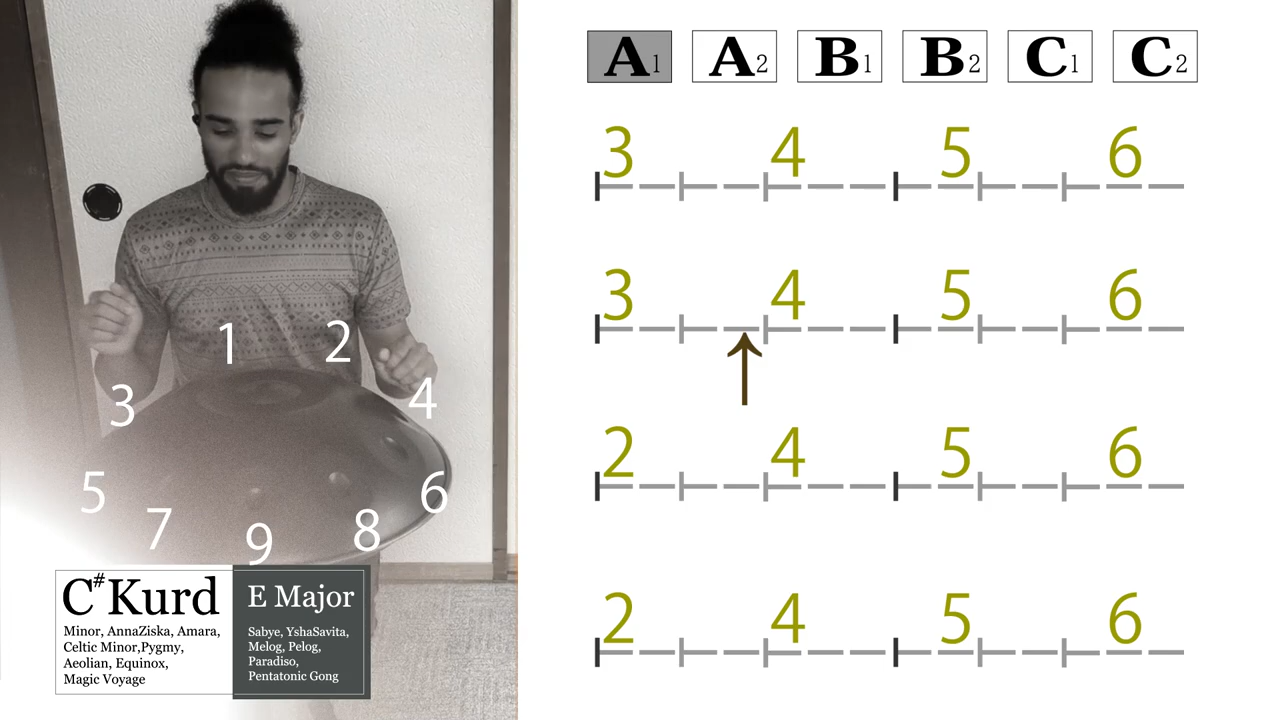 A1 A2 B1 B2 C1 C2
3 4 5 6
3 4 5 6
2 4 5 6
2 4 5 6
1 2
3 4
5 6
7 8
9
C# Kurd
Minor, AnnaZiska, Amara,
Celtic Minor,Pygmy,
Aeolian, Equinox,
Magic Voyage
E Major
Sabye, YshaSavita,
Melog, Pelog,
Paradiso,
Pentatonic Gong